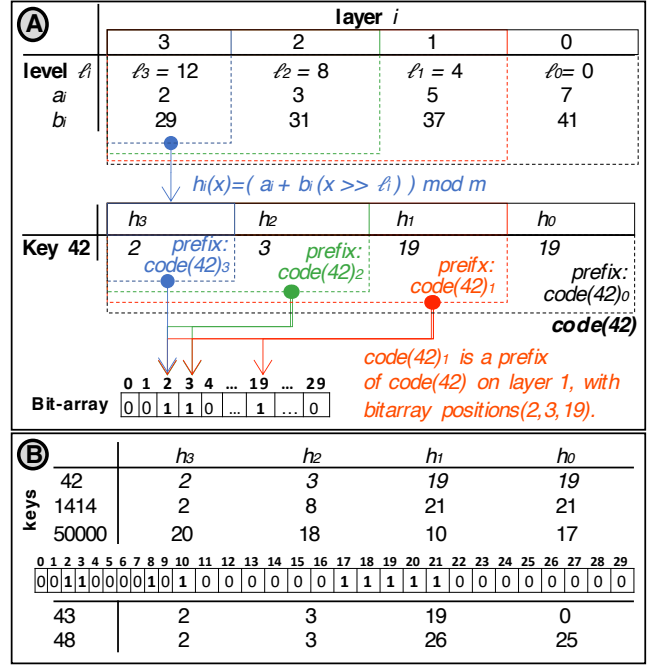 A
layer i
3 2 1 0
level ℓi ℓ3 = 12 ℓ2 = 8 ℓ1 = 4 ℓ0= 0
ai 2 3 5 7
bi 29 31 37 41
hi(x)=( ai + bi (x >> ℓi) ) mod m
h3 h2 h1 h0
Key 42 2 3 19 19
prefix: prefix: preifx: prefix:
code(42)3 code(42)2 code(42)1 code(42)0
code(42)
code(42)1 is a prefix
of code(42) on layer 1, with
bitarray positions(2,3,19).
0 1 2 3 4 ... 19 ... 29
Bit-array 0 0 1 1 0 ... 1 ... 0
B
keys
h3 h2 h1 h0
42 2 3 19 19
1414 2 8 21 21
50000 20 18 10 17
0 1 2 3 4 5 6 7 8 9 10 11 12 13 14 15 16 17 18 19 20 21 22 23 24 25 26 27 28 29
0 0 1 1 0 0 0 0 1 0 1 0 0 0 0 0 0 1 1 1 1 1 0 0 0 0 0 0 0 0
43 2 3 19 0
48 2 3 26 25